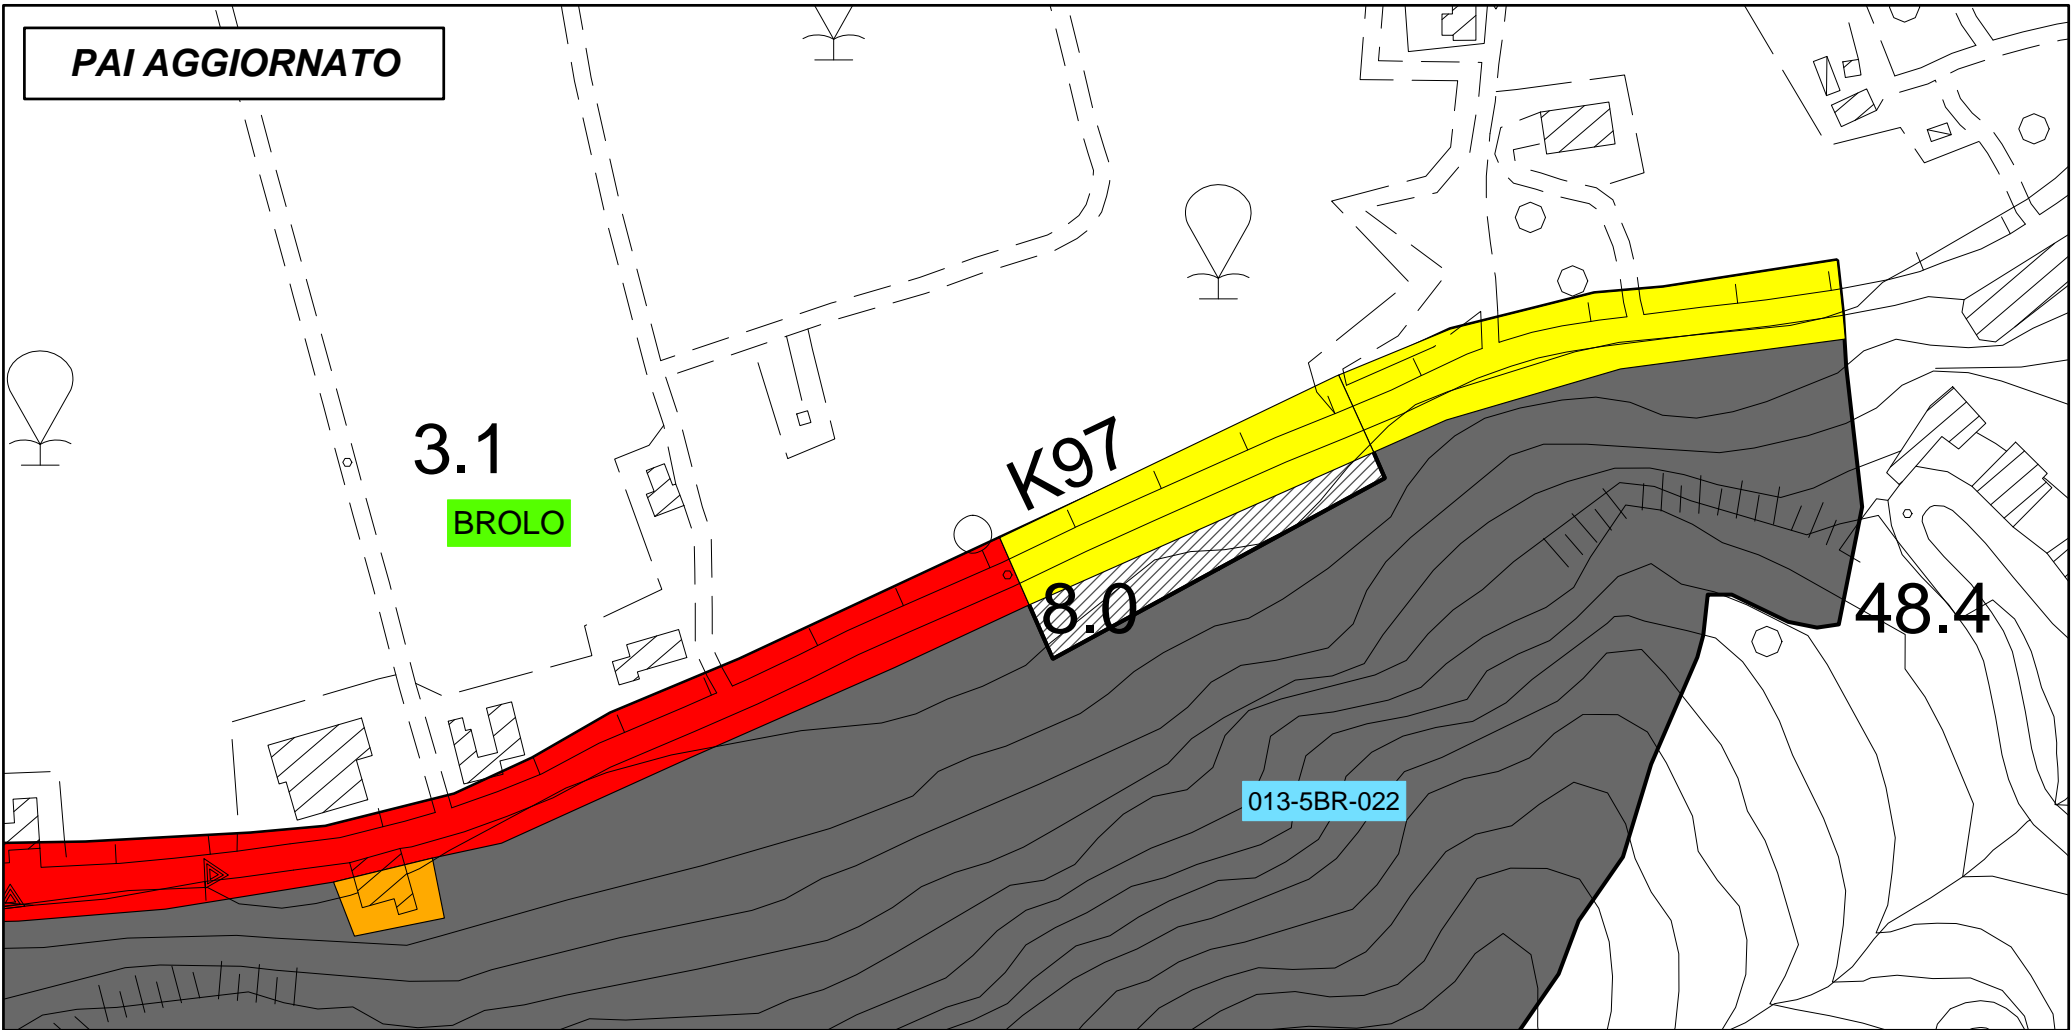 PAI AGGIORNATO
3.1
K97
BROLO
8.0
48.4
013-5BR-022